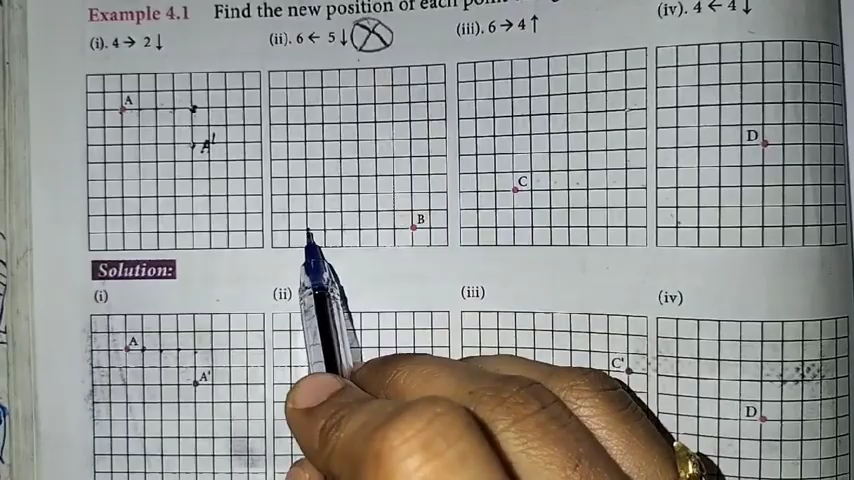 Example 4.1 Find the new position of each point
(i). 4 → 2 ↓
(ii). 6 ← 5 ↓
(iii). 6 → 4 ↑
(iv). 4 ← 4 ↓
A
A'
B
C
D
Solution:
(i)
(ii)
(iii)
(iv)
A
A'
C'
D